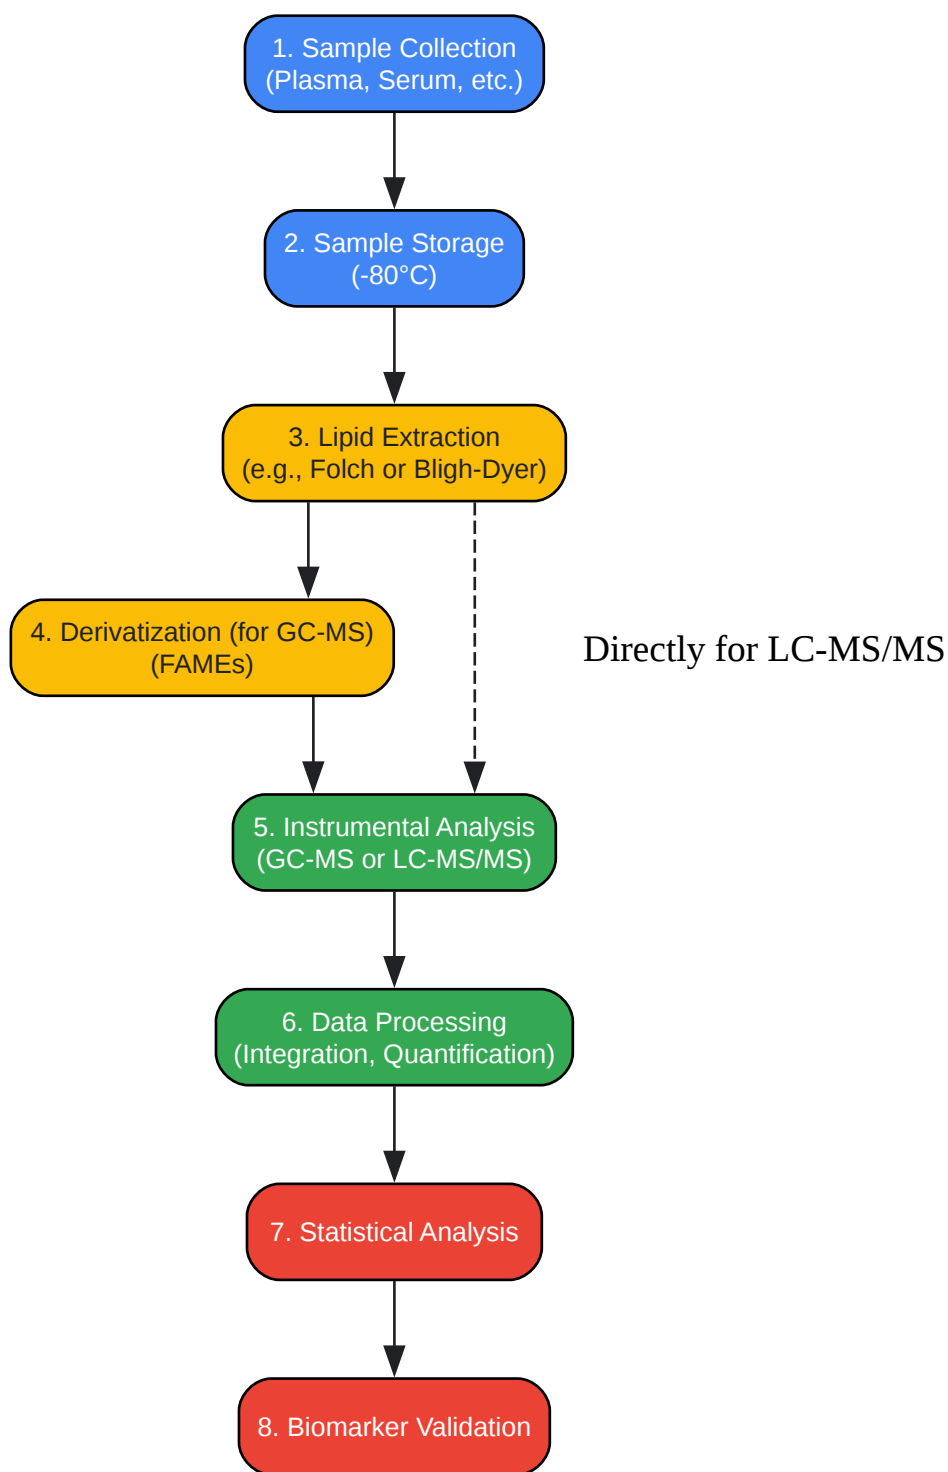 1. Sample Collection
(Plasma, Serum, etc.)
2. Sample Storage
(-80°C)
3. Lipid Extraction
(e.g., Folch or Bligh-Dyer)
4. Derivatization (for GC-MS)
(FAMEs)
Directly for LC-MS/MS
5. Instrumental Analysis
(GC-MS or LC-MS/MS)
6. Data Processing
(Integration, Quantification)
7. Statistical Analysis
8. Biomarker Validation